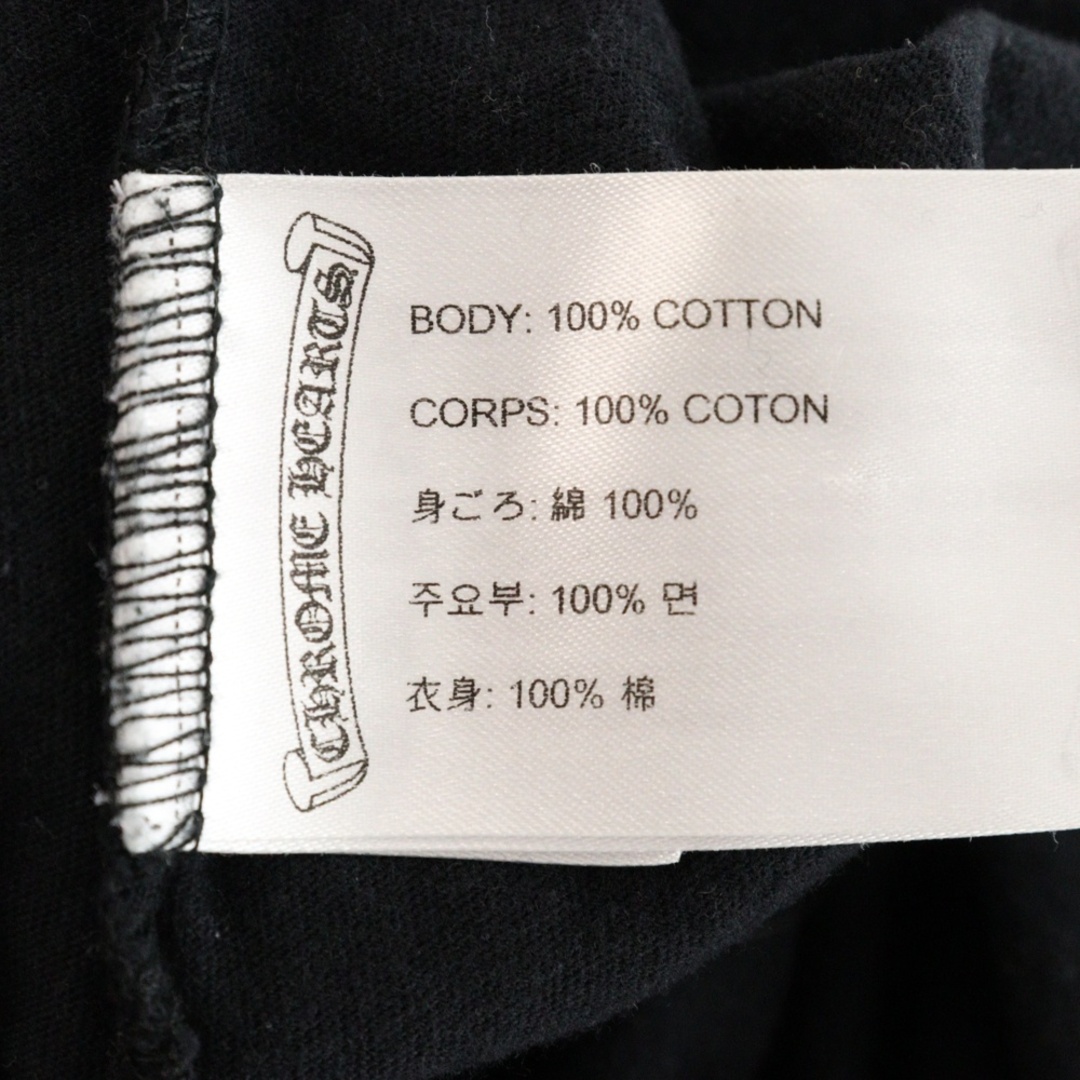 CHROME HEARTS
BODY: 100% COTTON
CORPS: 100% COTON
身ごろ: 綿 100%
주요부: 100% 면
衣身: 100% 棉